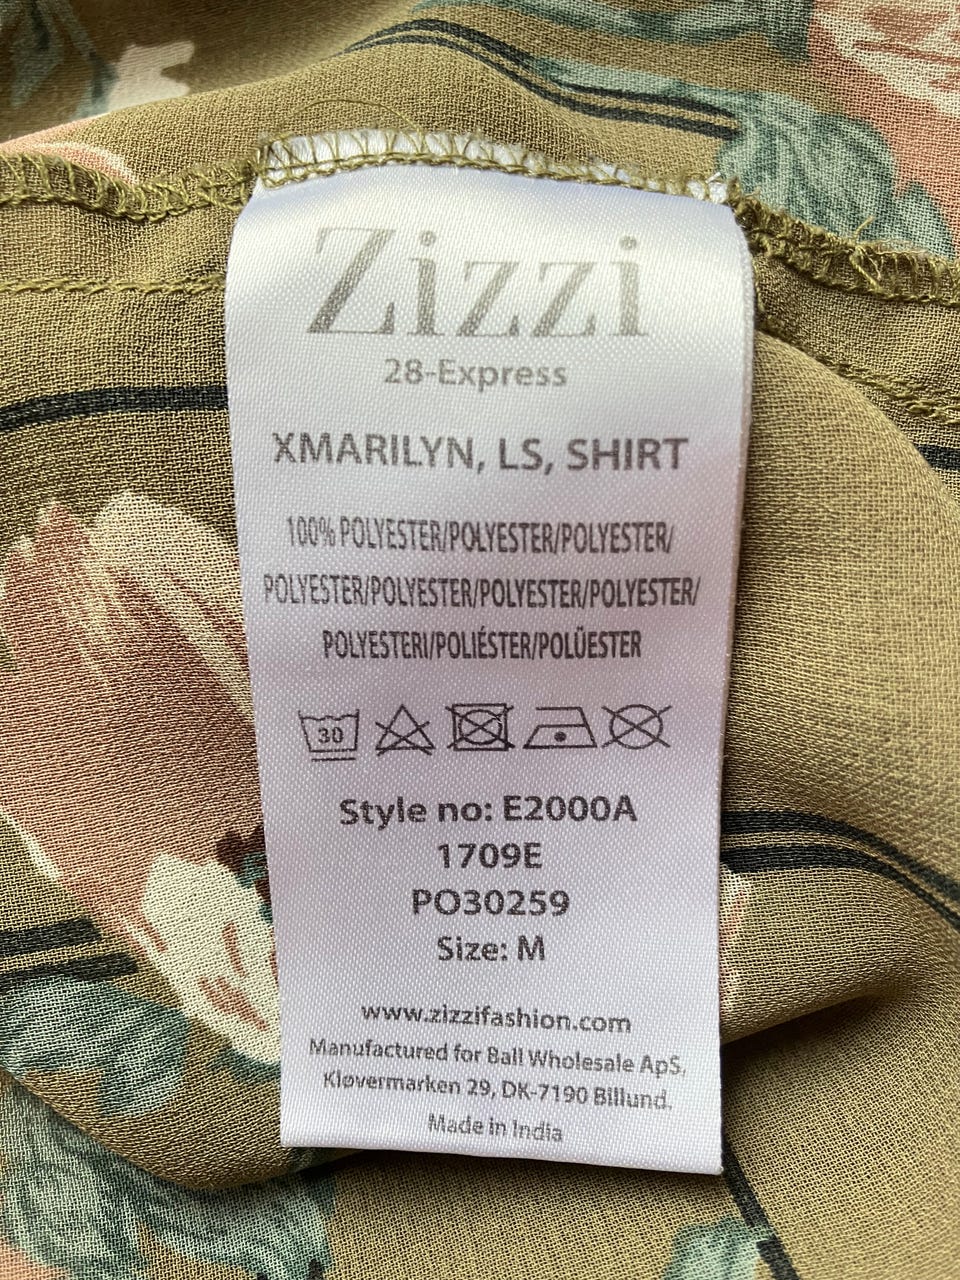 Zizzi
28-Express
XMARILYN, LS, SHIRT
100% POLYESTER/POLYESTER/POLYESTER/
POLYESTER/POLYESTER/POLYESTER/POLYESTER/
POLYESTERI/POLIÉSTER/POLÜESTER
30
Style no: E2000A
1709E
PO30259
Size: M
www.zizzifashion.com
Manufactured for Ball Wholesale ApS.
Kløvermarken 29, DK-7190 Billund.
Made in India